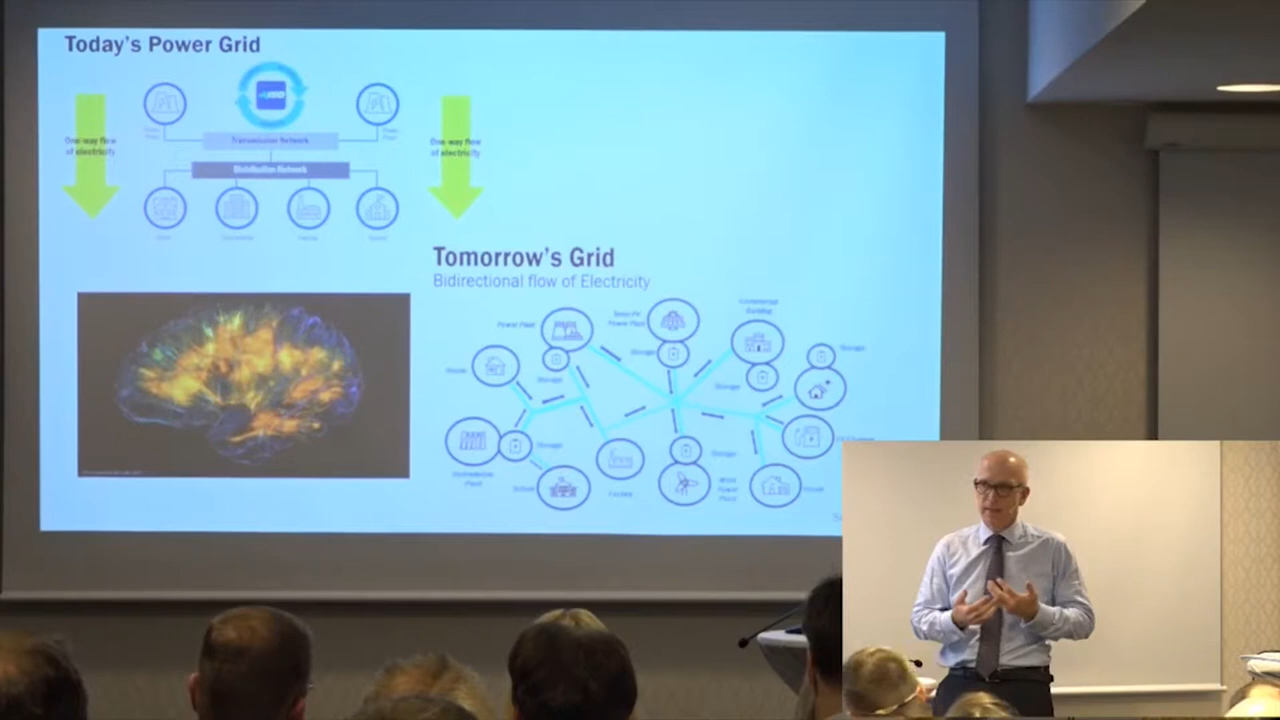 Today's Power Grid
One-way flow
of electricity
Transmission Network
Distribution Network
One-way flow
of electricity
Tomorrow's Grid
Bidirectional flow of Electricity
Power Plant
Solar PV
Power Plant
Commercial
Building
Storage
Storage
Storage
Storage
House
Storage
Storage
Hydroelectric
Plant
School
Factory
Wind
Power
Plant
House